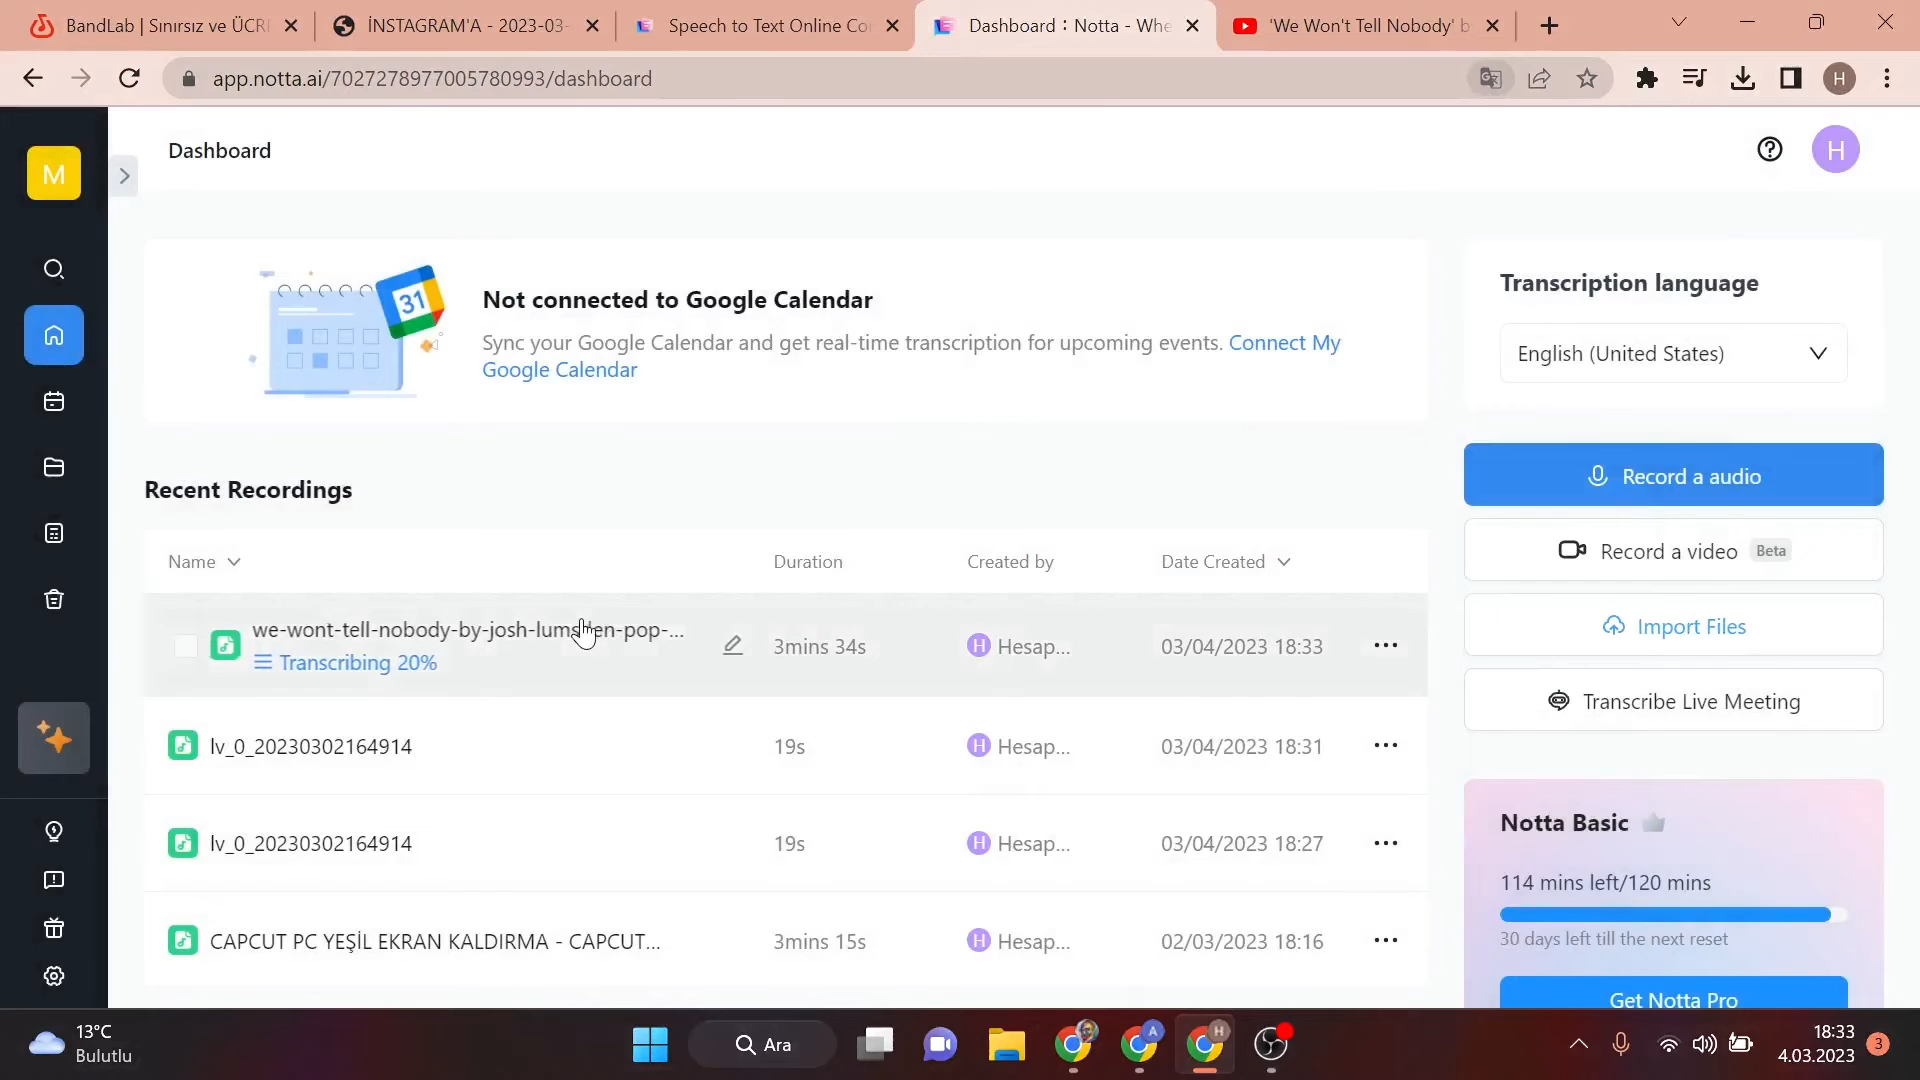 BandLab | Sınırsız ve ÜCRE
İNSTAGRAM'A - 2023-03-
Speech to Text Online Co
Dashboard : Notta - Whe
'We Won't Tell Nobody' b
app.notta.ai/7027278977005780993/dashboard
H
M
Dashboard
H
31
Not connected to Google Calendar
Sync your Google Calendar and get real-time transcription for upcoming events. Connect My
Google Calendar
Transcription language
English (United States)
Record a audio
Record a video Beta
Import Files
Transcribe Live Meeting
Recent Recordings
Name Duration Created by Date Created
we-wont-tell-nobody-by-josh-lumsden-pop-... 3mins 34s H Hesap... 03/04/2023 18:33
Transcribing 20%
lv_0_20230302164914 19s H Hesap... 03/04/2023 18:31
lv_0_20230302164914 19s H Hesap... 03/04/2023 18:27
CAPCUT PC YEŞİL EKRAN KALDIRMA - CAPCUT... 3mins 15s H Hesap... 02/03/2023 18:16
Notta Basic
114 mins left/120 mins
30 days left till the next reset
Get Notta Pro
13°C
Bulutlu
Ara
A
H
18:33
4.03.2023
3